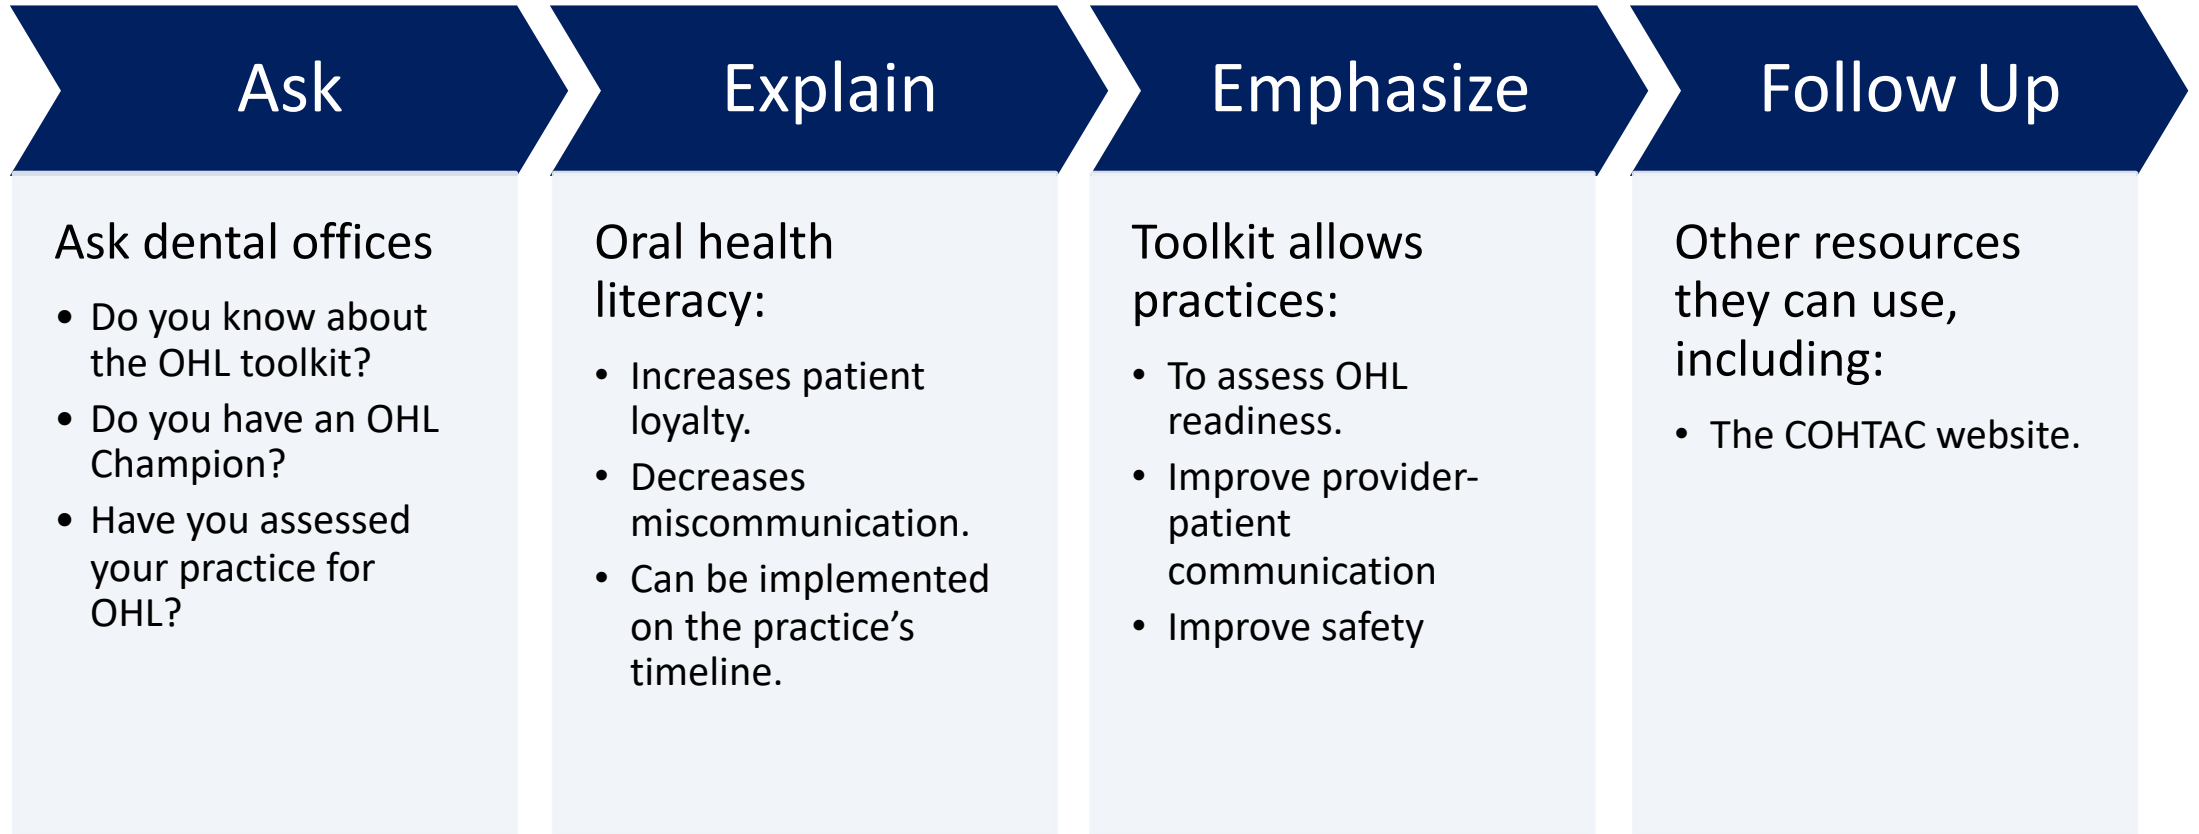 Ask
Ask dental offices
• Do you know about
the OHL toolkit?
• Do you have an OHL
Champion?
• Have you assessed
your practice for
OHL?
Explain
Oral health
literacy:
• Increases patient
loyalty.
• Decreases
miscommunication.
• Can be implemented
on the practice’s
timeline.
Emphasize
Toolkit allows
practices:
• To assess OHL
readiness.
• Improve provider-
patient
communication
• Improve safety
Follow Up
Other resources
they can use,
including:
• The COHTAC website.